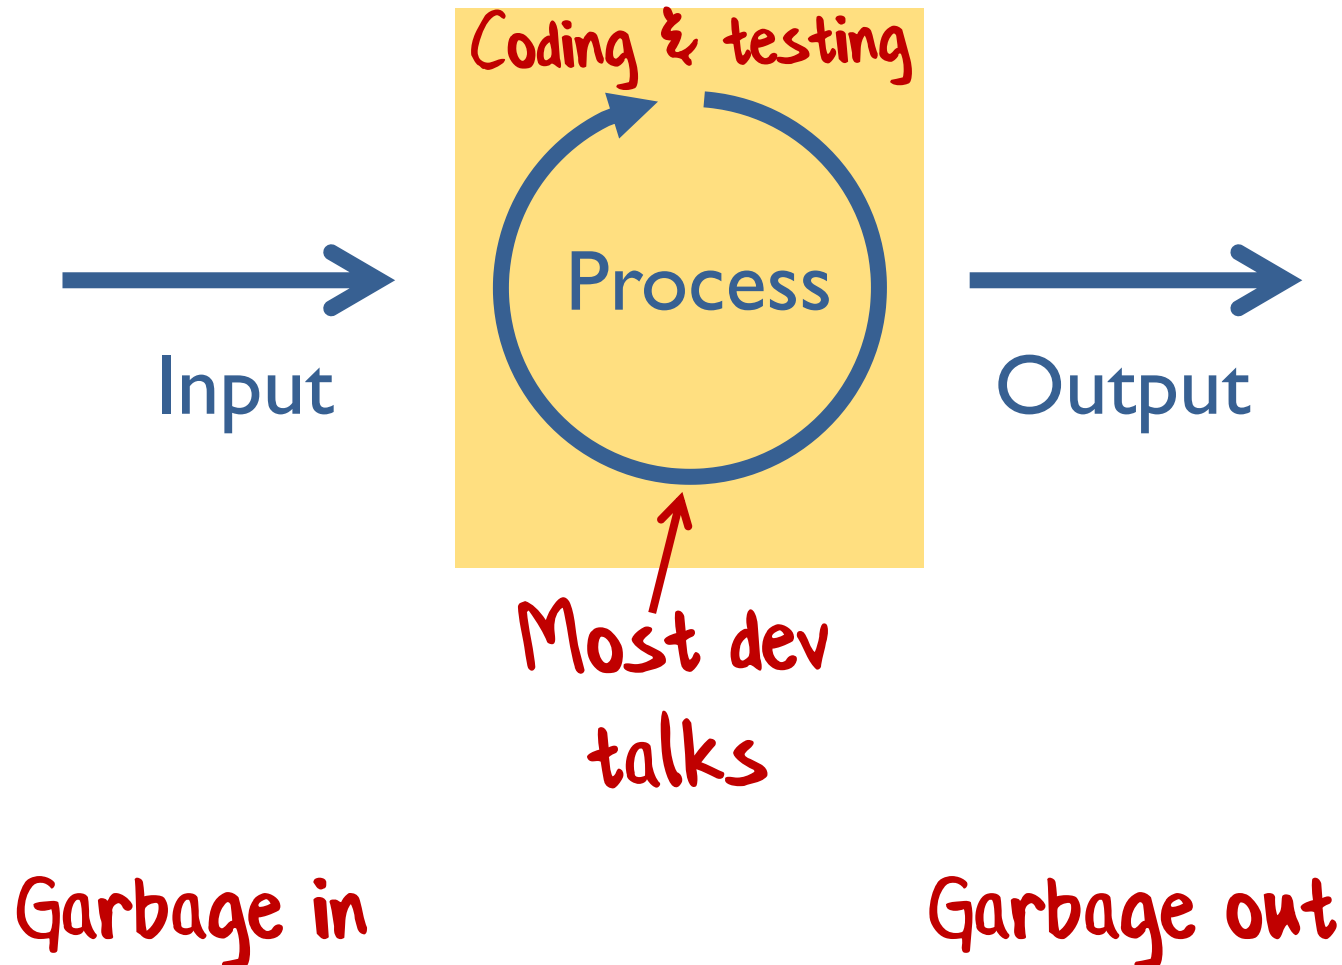 Coding & testing
Process
Input
Output
Most dev
talks
Garbage in
Garbage out